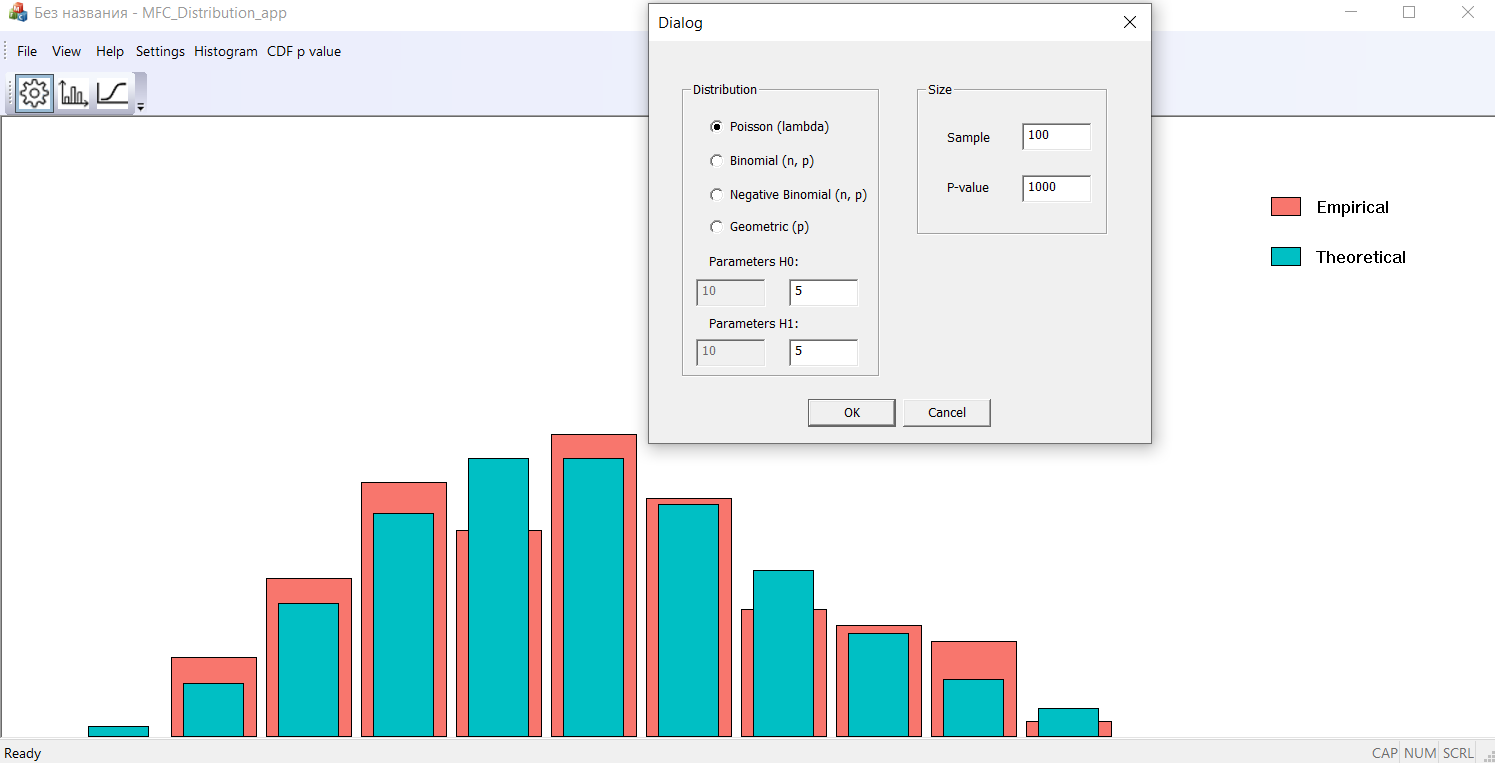 Без названия - MFC_Distribution_app
File View Help Settings Histogram CDF p value
Dialog
Distribution
Poisson (lambda)
Binomial (n, p)
Negative Binomial (n, p)
Geometric (p)
Parameters H0:
10 5
Parameters H1:
10 5
Size
Sample 100
P-value 1000
OK Cancel
Empirical
Theoretical
Ready CAP NUM SCRL